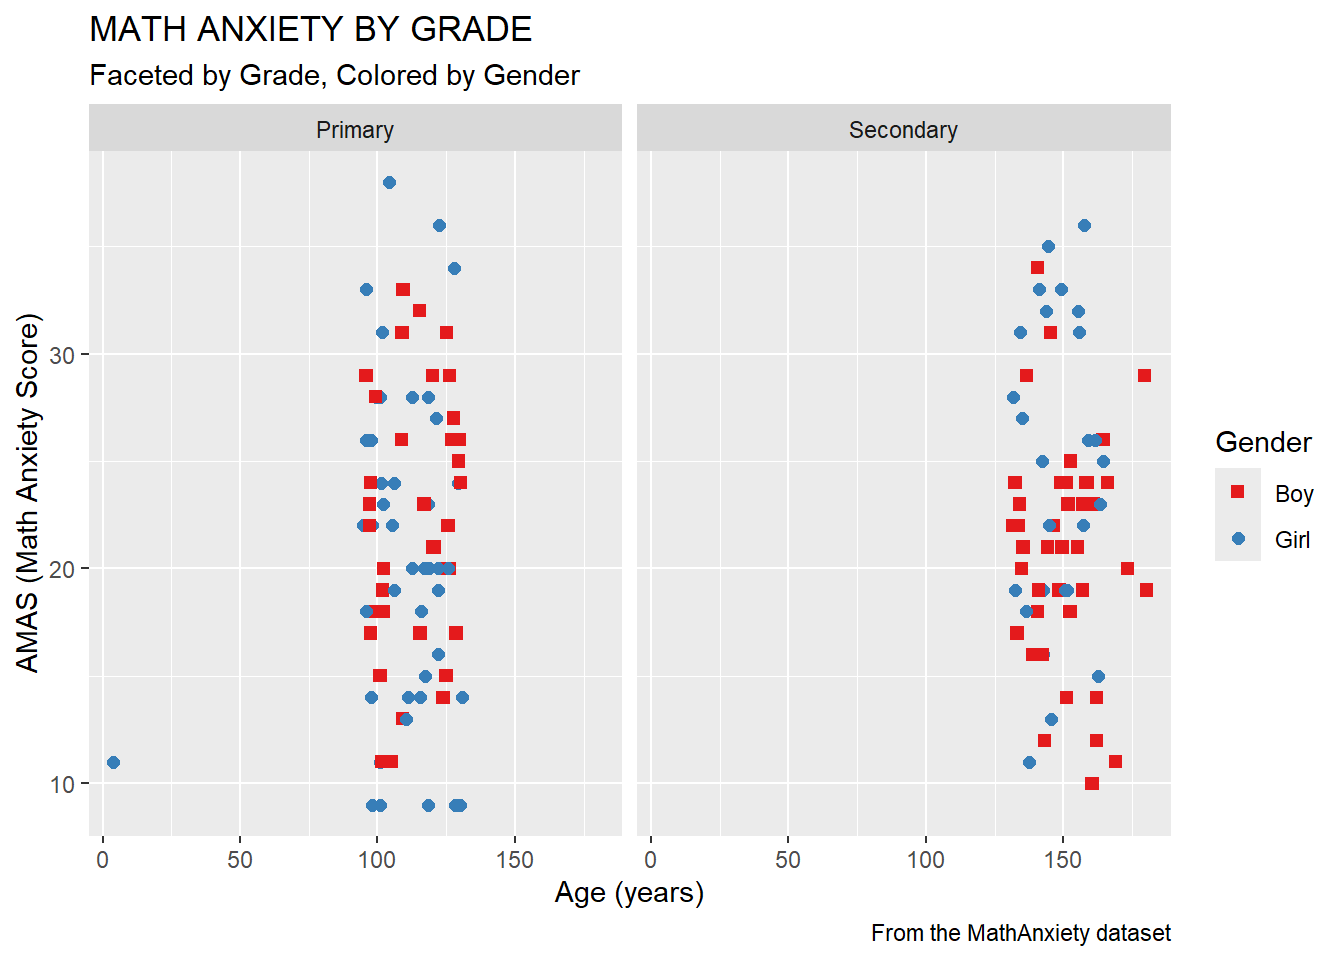 MATH ANXIETY BY GRADE
Faceted by Grade, Colored by Gender
Primary
Secondary
AMAS (Math Anxiety Score)
30
20
10
0
50
100
150
0
50
100
150
Age (years)
Gender
Boy
Girl
From the MathAnxiety dataset